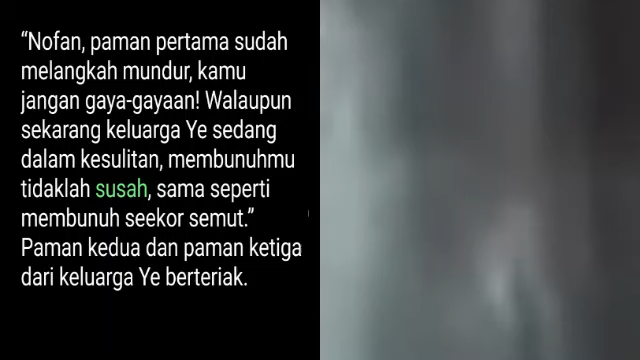 “Nofan, paman pertama sudah
melangkah mundur, kamu
jangan gaya-gayaan! Walaupun
sekarang keluarga Ye sedang
dalam kesulitan, membunuhmu
tidaklah susah, sama seperti
membunuh seekor semut.”
Paman kedua dan paman ketiga
dari keluarga Ye berteriak.